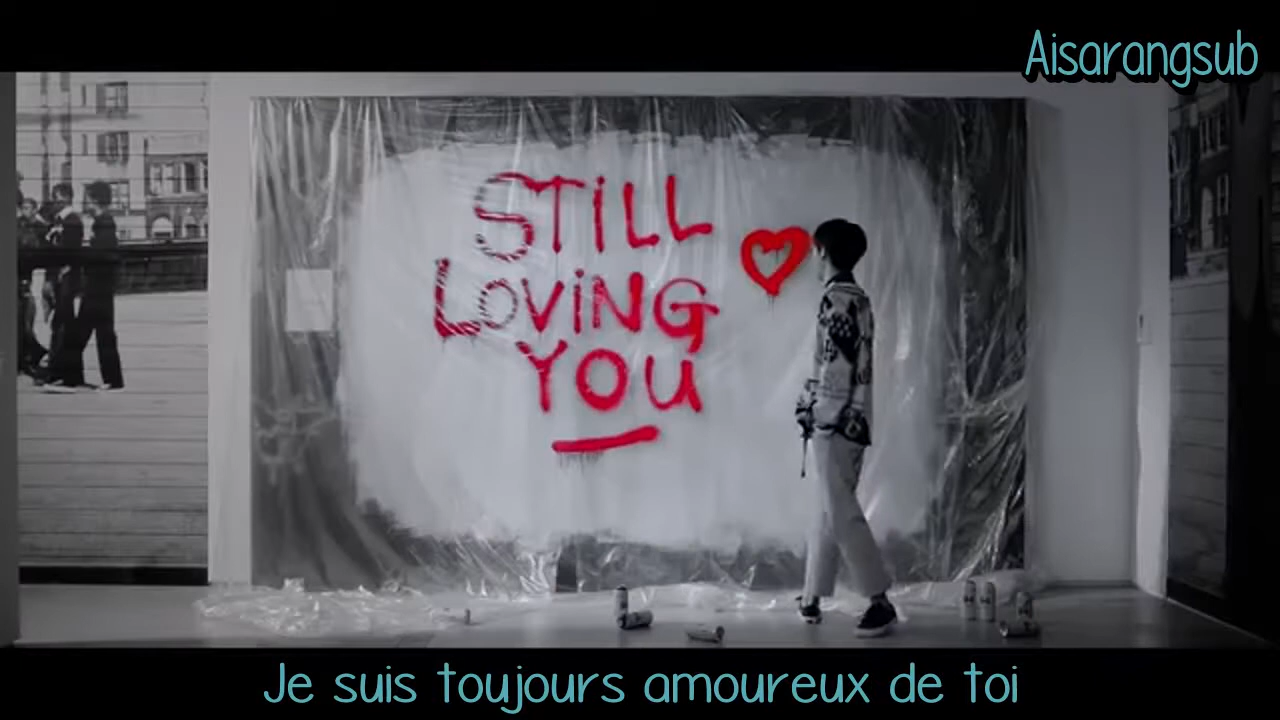 Aisarangsub
STiLL
LOViNG
YOU
Je suis toujours amoureux de toi